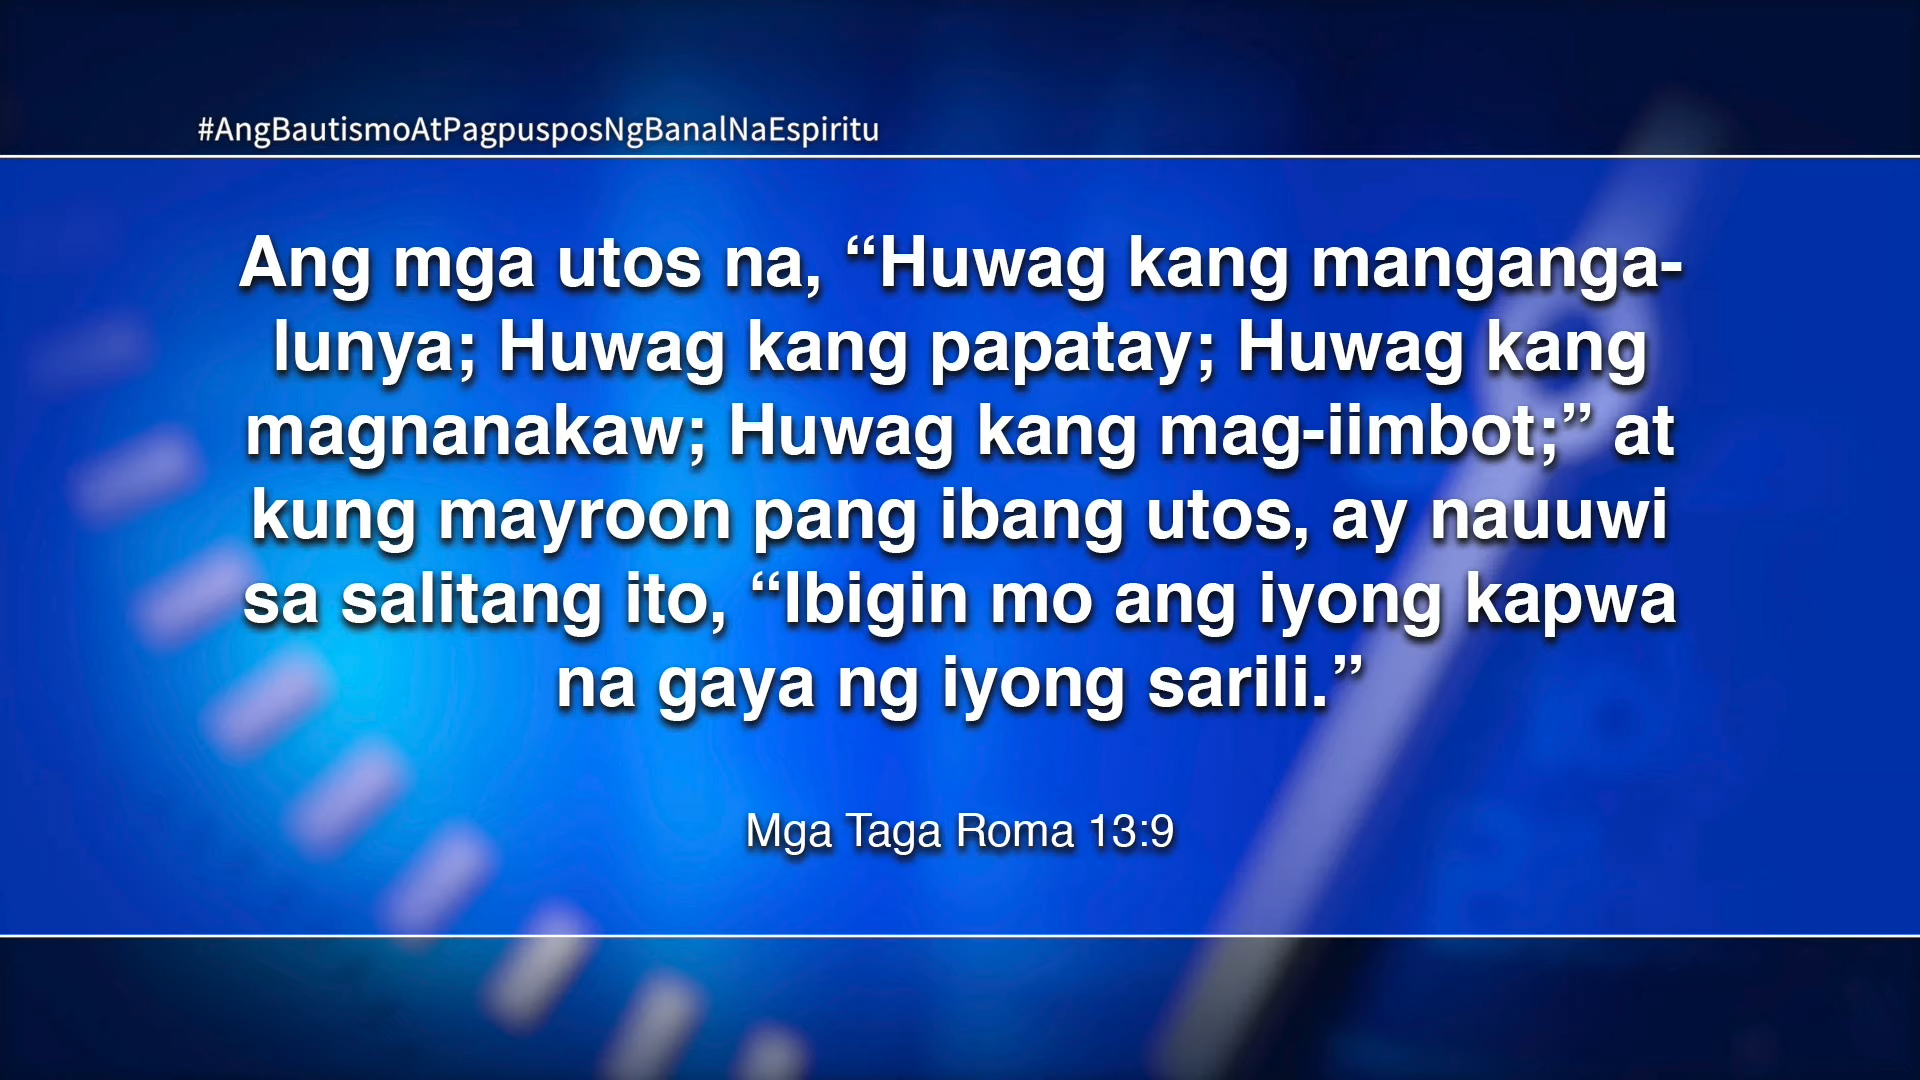 #AngBautismoAtPagpusposNgBanalNaEspiritu
Ang mga utos na, “Huwag kang manganga-
lunya; Huwag kang papatay; Huwag kang
magnanakaw; Huwag kang mag-iimbot;” at
kung mayroon pang ibang utos, ay nauuwi
sa salitang ito, “Ibigin mo ang iyong kapwa
na gaya ng iyong sarili.”
Mga Taga Roma 13:9